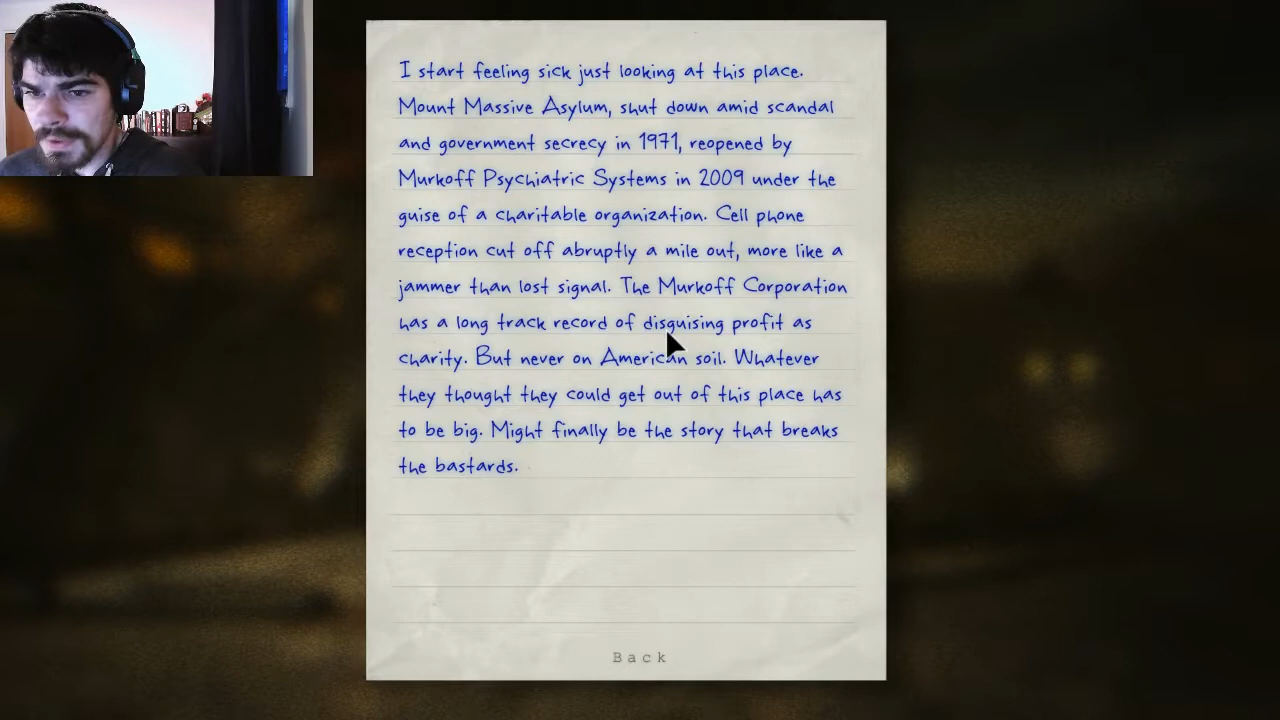 I start feeling sick just looking at this place.
Mount Massive Asylum, shut down amid scandal
and government secrecy in 1971, reopened by
Murkoff Psychiatric Systems in 2009 under the
guise of a charitable organization. Cell phone
reception cut off abruptly a mile out, more like a
jammer than lost signal. The Murkoff Corporation
has a long track record of disguising profit as
charity. But never on American soil. Whatever
they thought they could get out of this place has
to be big. Might finally be the story that breaks
the bastards.
Back